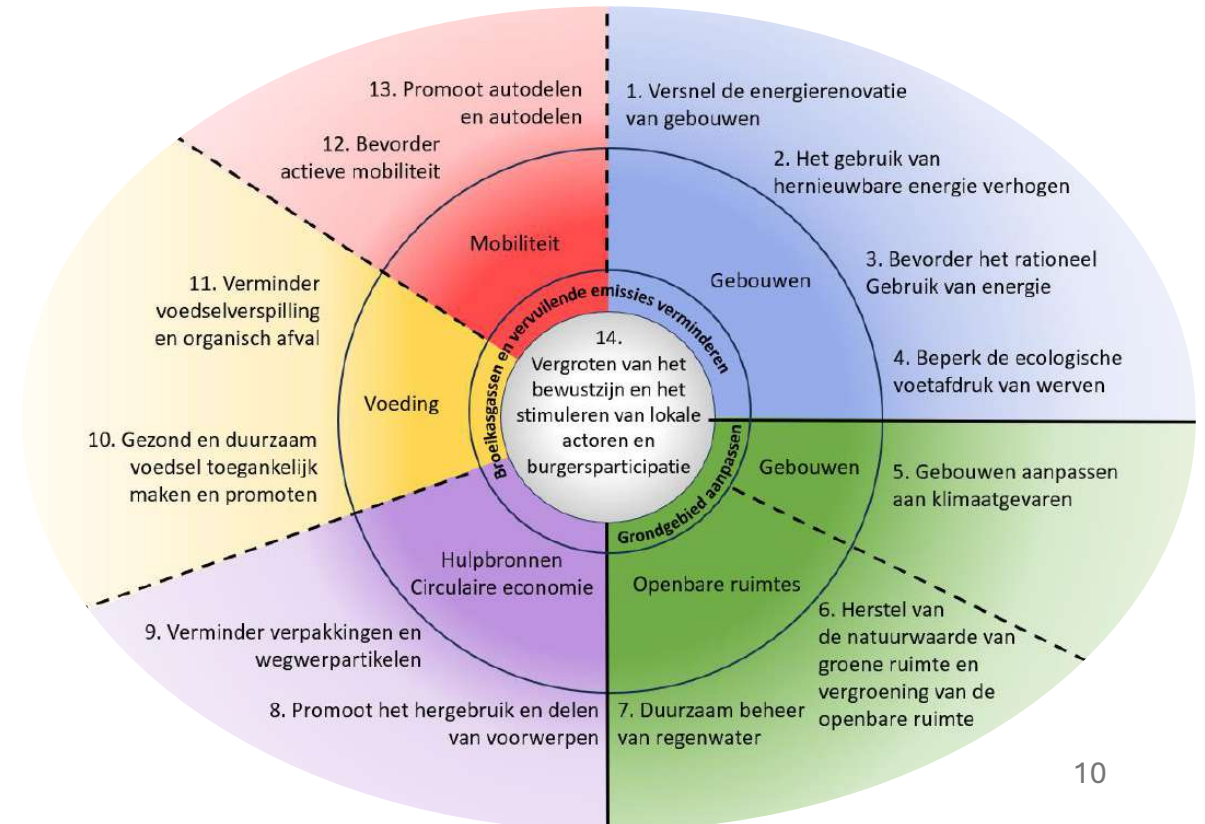 13. Promoot autodelen
en autodelen
12. Bevorder
actieve mobiliteit
Mobiliteit
1. Versnel de energierenovatie
van gebouwen
2. Het gebruik van
hernieuwbare energie verhogen
3. Bevorder het rationeel
Gebruik van energie
4. Beperk de ecologische
voetafdruk van werven
Gebouwen
11. Verminder
voedselverspilling
en organisch afval
10. Gezond en duurzaam
voedsel toegankelijk
maken en promoten
Voeding
Broeikasgassen en vervuilende emissies verminderen
14.
Vergroten van het
bewustzijn en het
stimuleren van lokale
actoren en
burgersparticipatie
Grondgebied aanpassen
Gebouwen
5. Gebouwen aanpassen
aan klimaatgevaren
Openbare ruimtes
6. Herstel van
de natuurwaarde van
groene ruimte en
vergroening van de
openbare ruimte
7. Duurzaam beheer
van regenwater
Hulpbronnen
Circulaire economie
9. Verminder verpakkingen en
wegwerpartikelen
8. Promoot het hergebruik en delen
van voorwerpen
10